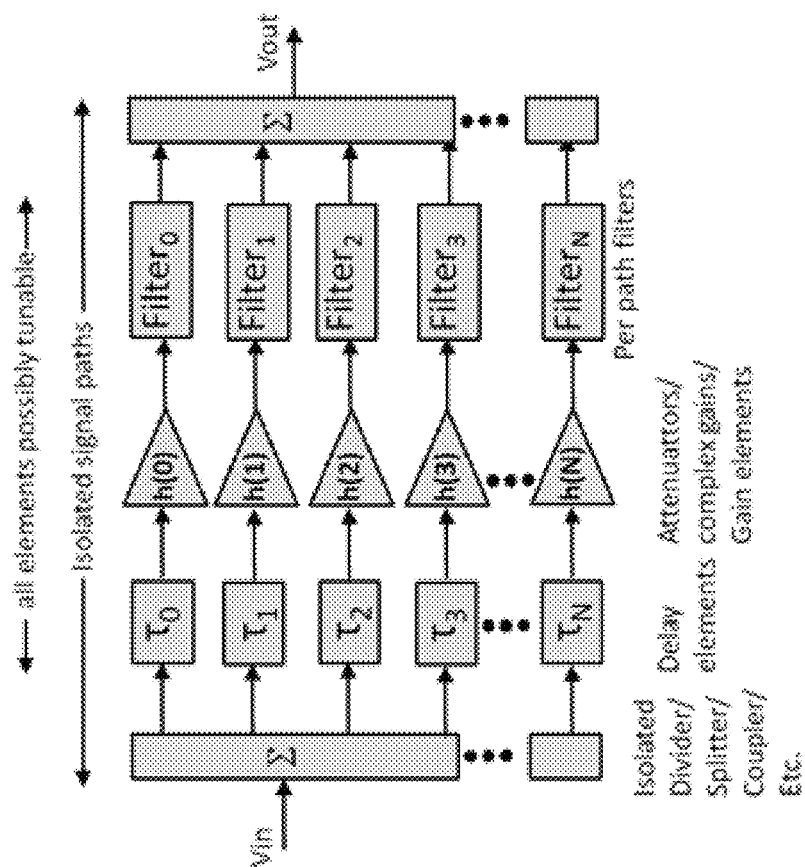 all elements possibly tunable
Isolated signal paths
Vin
Σ
τ0
τ1
τ2
τ3
τN
h(0)
h(1)
h(2)
h(3)
h(N)
Filter0
Filter1
Filter2
Filter3
FilterN
Σ
Vout
Isolated
Divider/
Splitter/
Coupler/
Etc.
Delay
elements
Attenuattors/
complex gains/
Gain elements
Per path filters